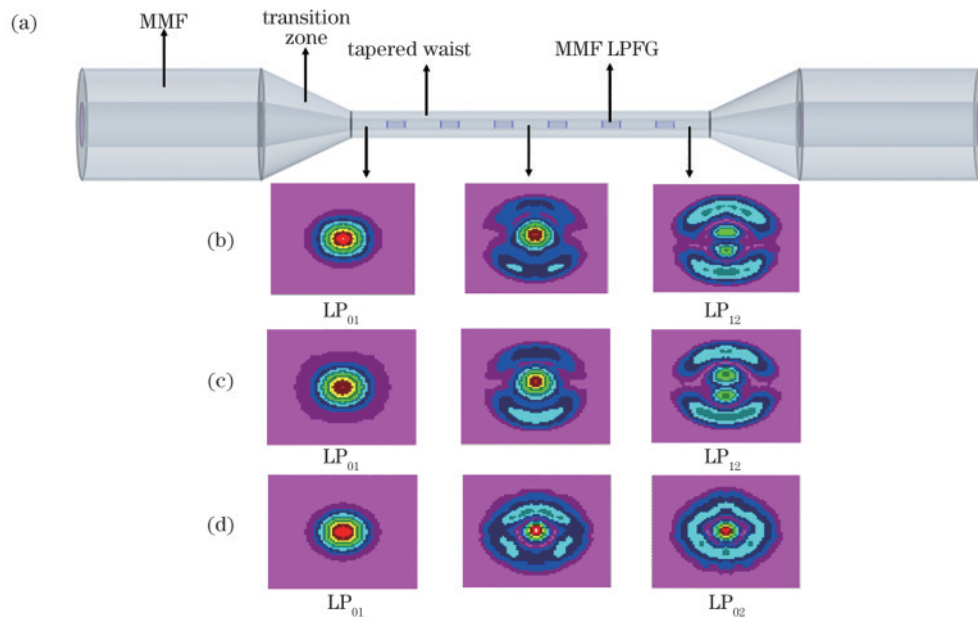 (a)
MMF
transition
zone
tapered waist
MMF LPFG
(b)
LP₀₁
LP₁₂
(c)
LP₀₁
LP₁₂
(d)
LP₀₁
LP₀₂